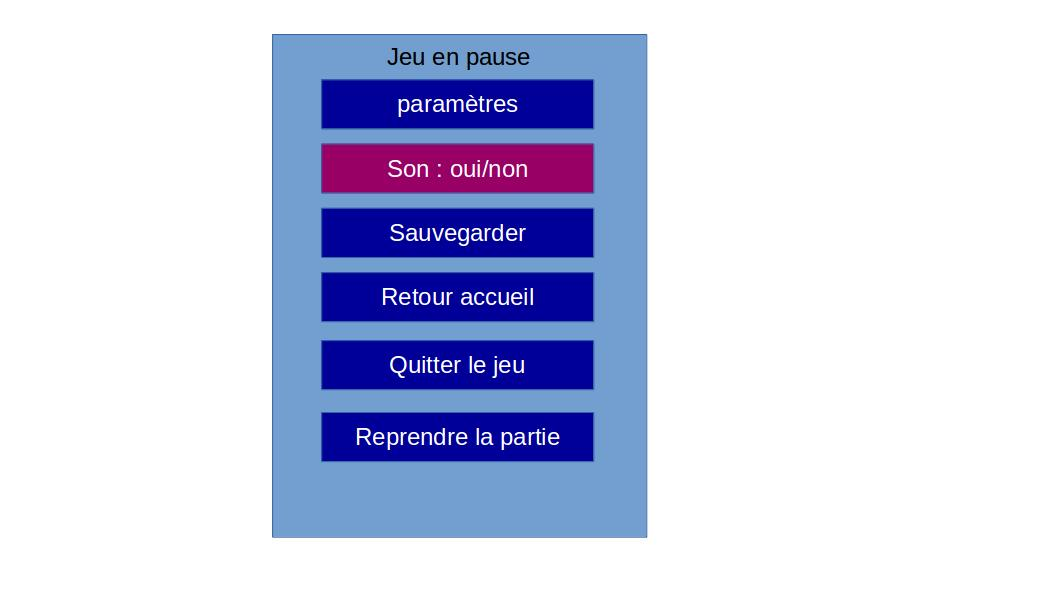 Jeu en pause
paramètres
Son : oui/non
Sauvegarder
Retour accueil
Quitter le jeu
Reprendre la partie